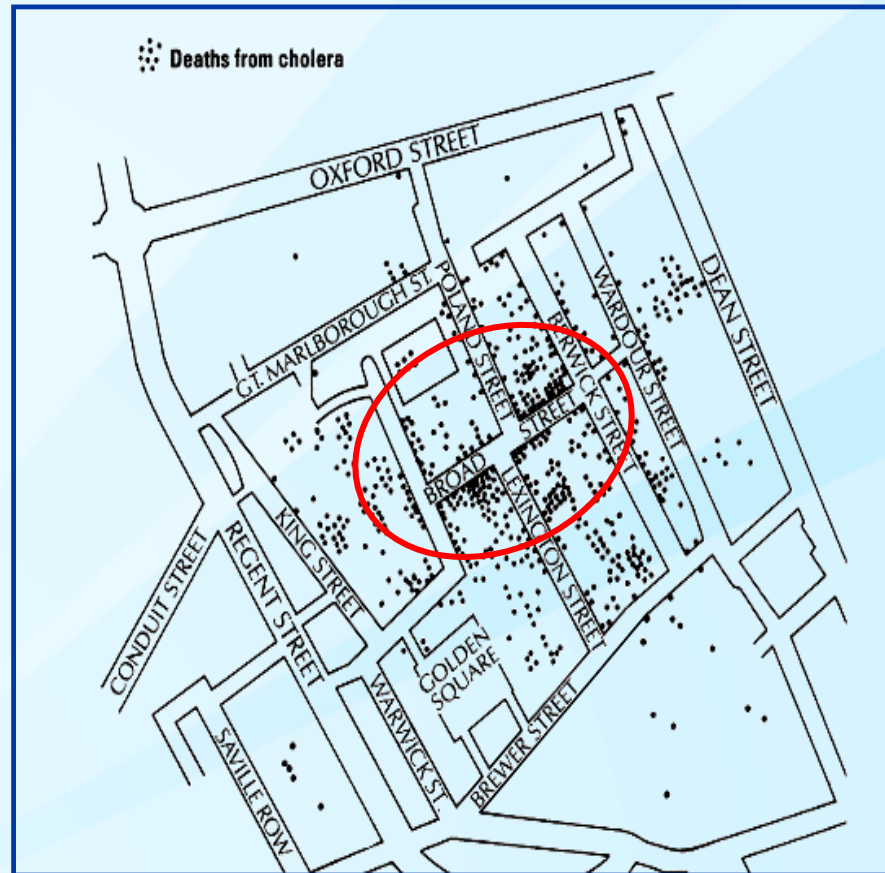 Deaths from cholera
OXFORD STREET
GT. MARLBOROUGH ST.
POLAND STREET
BERWICK STREET
WARDOUR STREET
DEAN STREET
BROAD STREET
LEXINGTON STREET
KING STREET
REGENT STREET
CONDUIT STREET
GOLDEN
SQUARE
WARWICK ST.
BREWER STREET
SAVILLE ROW